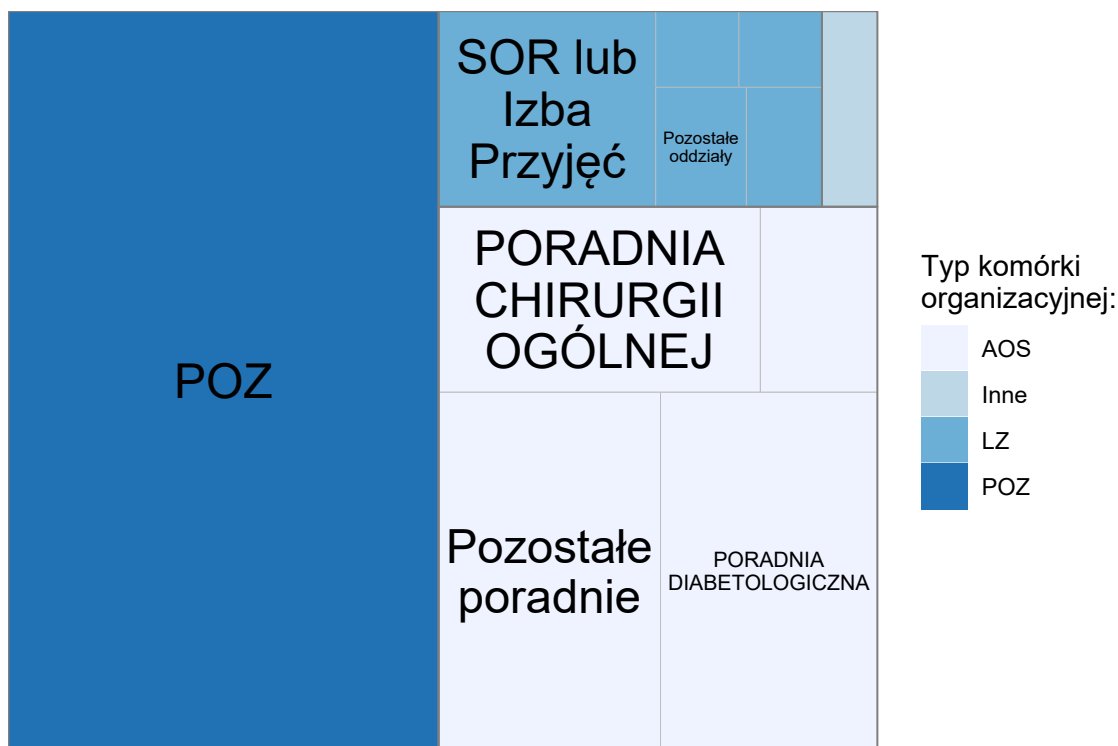 POZ
SOR lub
Izba
Przyjęć
Pozostałe
oddziały
PORADNIA
CHIRURGII
OGÓLNEJ
Pozostałe
poradnie
PORADNIA
DIABETOLOGICZNA
Typ komórki
organizacyjnej:
AOS
Inne
LZ
POZ